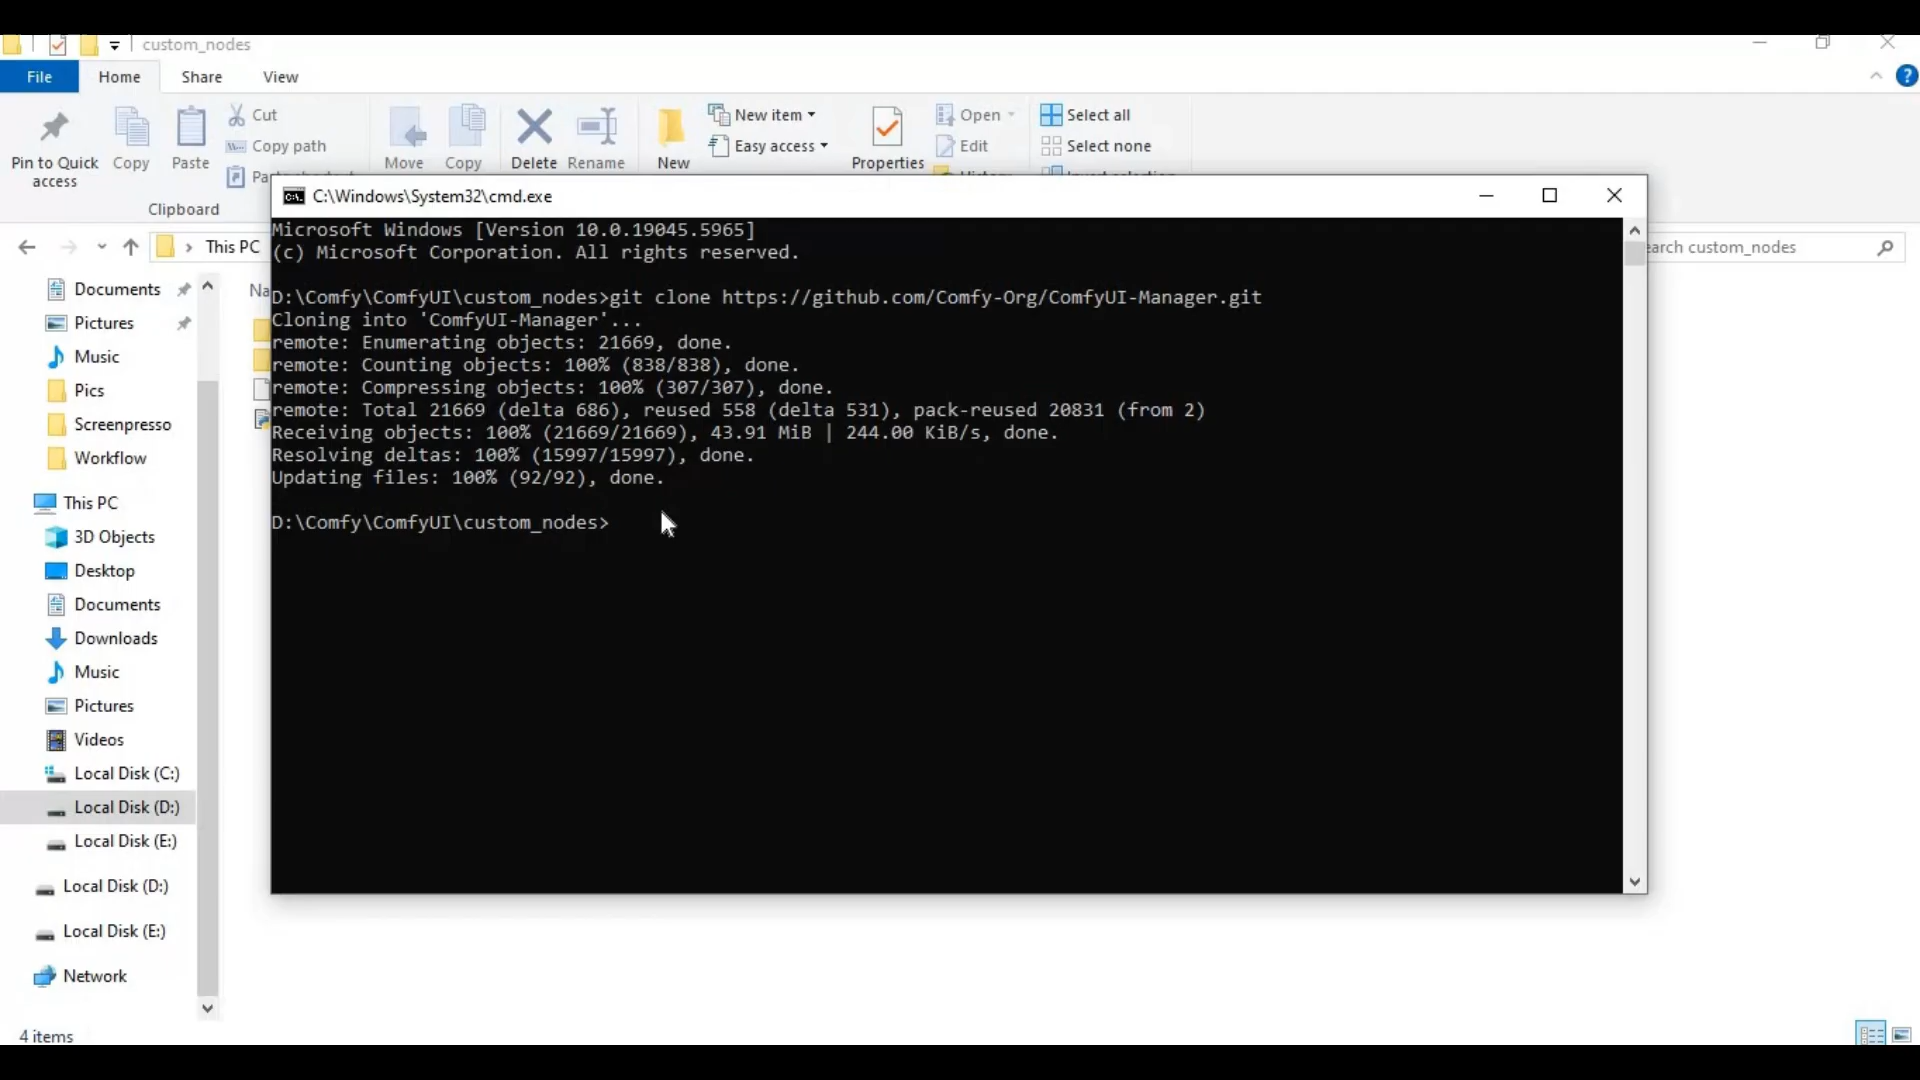 custom_nodes
File Home Share View
Cut
New item
Open
Select all
Copy path
Easy access
Edit
Select none
Pin to Quick access
Copy
Paste
Move
Copy
Delete
Rename
New
Properties
Clipboard
C:\Windows\System32\cmd.exe
This PC
earch custom_nodes
Microsoft Windows [Version 10.0.19045.5965]
(c) Microsoft Corporation. All rights reserved.
D:\Comfy\ComfyUI\custom_nodes>git clone https://github.com/Comfy-Org/ComfyUI-Manager.git
Cloning into 'ComfyUI-Manager'...
remote: Enumerating objects: 21669, done.
remote: Counting objects: 100% (838/838), done.
remote: Compressing objects: 100% (307/307), done.
remote: Total 21669 (delta 686), reused 558 (delta 531), pack-reused 20831 (from 2)
Receiving objects: 100% (21669/21669), 43.91 MiB | 244.00 KiB/s, done.
Resolving deltas: 100% (15997/15997), done.
Updating files: 100% (92/92), done.
D:\Comfy\ComfyUI\custom_nodes>
Documents
Pictures
Music
Pics
Screenpresso
Workflow
This PC
3D Objects
Desktop
Documents
Downloads
Music
Pictures
Videos
Local Disk (C:)
Local Disk (D:)
Local Disk (E:)
Local Disk (D:)
Local Disk (E:)
Network
4 items